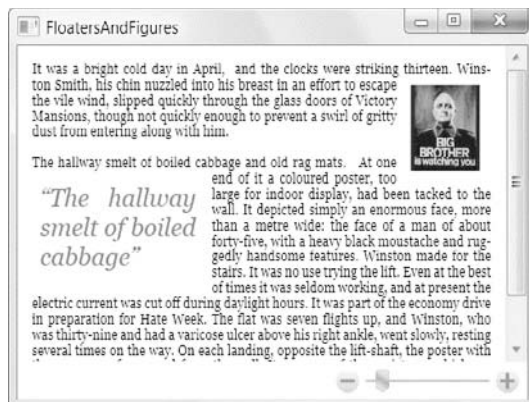 FloatersAndFigures
It was a bright cold day in April, and the clocks were striking thirteen. Wins-
ton Smith, his chin nuzzled into his breast in an effort to escape
the vile wind, slipped quickly through the glass doors of Victory
Mansions, though not quickly enough to prevent a swirl of gritty
dust from entering along with him.
BIG
BROTHER
is watching you
The hallway smelt of boiled cabbage and old rag mats. At one
end of it a coloured poster, too
large for indoor display, had been tacked to the
wall. It depicted simply an enormous face, more
than a metre wide: the face of a man of about
forty-five, with a heavy black moustache and rug-
gedly handsome features. Winston made for the
stairs. It was no use trying the lift. Even at the best
of times it was seldom working, and at present the
“The hallway
smelt of boiled
cabbage”
electric current was cut off during daylight hours. It was part of the economy drive
in preparation for Hate Week. The flat was seven flights up, and Winston, who
was thirty-nine and had a varicose ulcer above his right ankle, went slowly, resting
several times on the way. On each landing, opposite the lift-shaft, the poster with